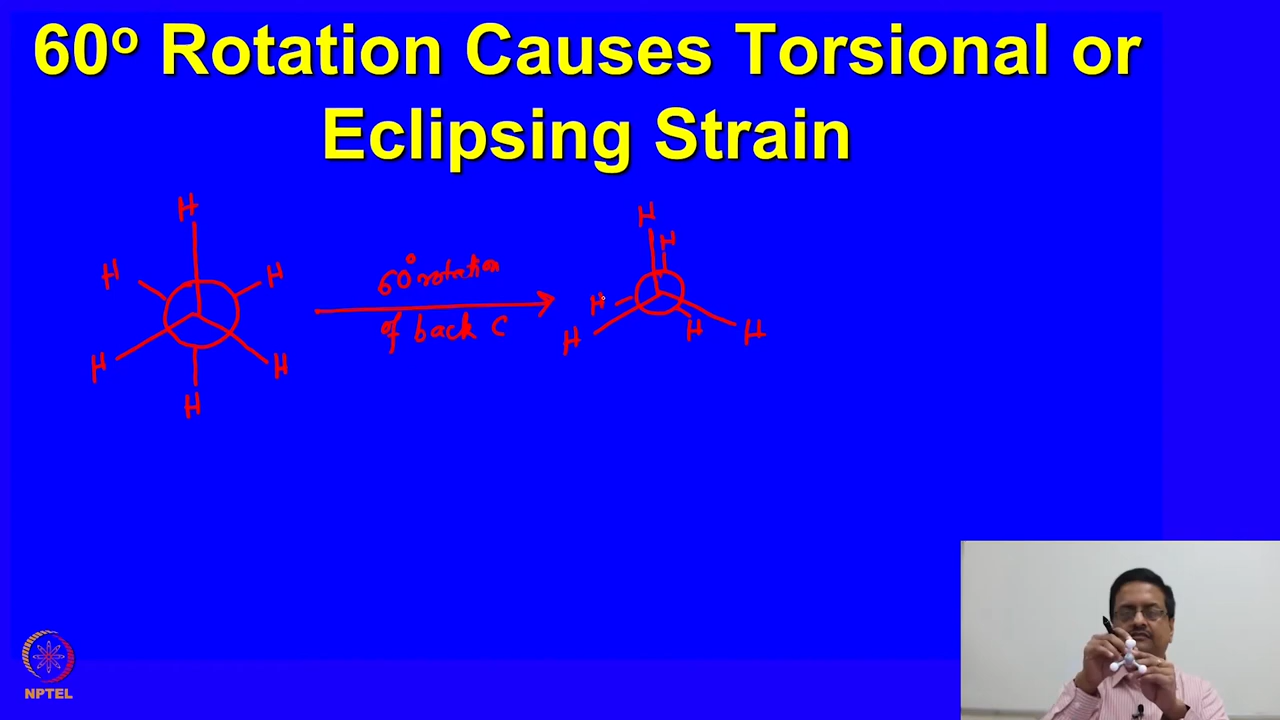 60° Rotation Causes Torsional or
Eclipsing Strain
H
H
H
H
H
H
60° rotation
of back C
H
H
H
H
H
H
NPTEL